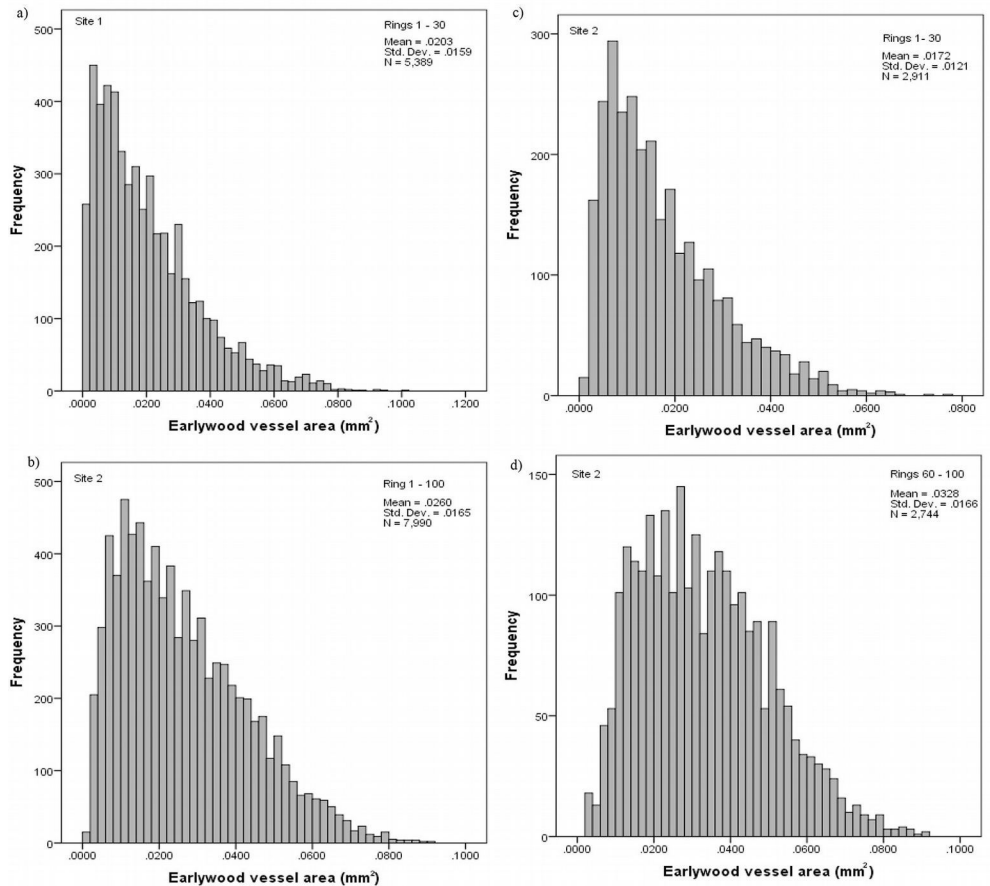 a)
Site 1
Rings 1 - 30
Mean = .0203
Std. Dev. = .0159
N = 5,389
500
400
300
200
100
0
Frequency
.0000 .0200 .0400 .0600 .0800 .1000 .1200
Earlywood vessel area (mm²)
c)
Site 2
Rings 1- 30
Mean = .0172
Std. Dev. = .0121
N = 2,911
300
200
100
0
Frequency
.0000 .0200 .0400 .0600 .0800
Earlywood vessel area (mm²)
b)
Site 2
Ring 1 - 100
Mean = .0260
Std. Dev. = .0165
N = 7,990
500
400
300
200
100
0
Frequency
.0000 .0200 .0400 .0600 .0800 .1000
Earlywood vessel area (mm²)
d)
Site 2
Rings 60 - 100
Mean = .0328
Std. Dev. = .0166
N = 2,744
150
100
50
0
Frequency
.0000 .0200 .0400 .0600 .0800 .1000
Earlywood vessel area (mm²)